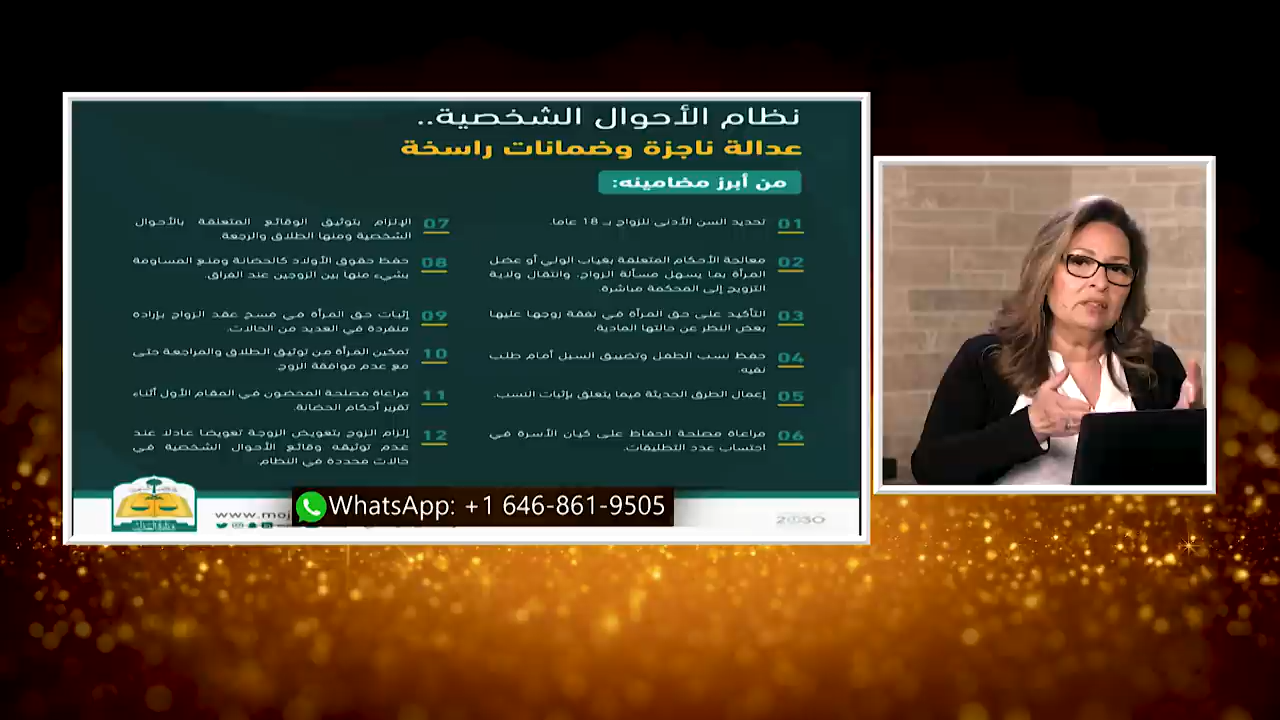 نظام الأحوال الشخصية..
عدالة ناجزة وضمانات راسخة
من أبرز مضامينه:
01
تحديد السن الأدنى للزواج بـ 18 عاما.
02
معالجة الأحكام المتعلقة بغياب الولي أو عضل
المرأة بما يسهل مسألة الزواج. وانتقال ولاية
التزويج إلى المحكمة مباشرة.
03
التأكيد على حق المرأة في نفقة زوجها عليها
بغض النظر عن حالتها المادية.
04
حفظ نسب الطفل وتضييق السبل أمام طلب
نفيه.
05
إعمال الطرق الحديثة فيما يتعلق بإثبات النسب.
06
مراعاة مصلحة الحفاظ على كيان الأسرة في
احتساب عدد التطليقات.
07
الإلزام بتوثيق الوقائع المتعلقة بالأحوال
الشخصية ومنها الطلاق والرجعة.
08
حفظ حقوق الأولاد كالحضانة ومنع المساومة
بشيء منها بين الزوجين عند الفراق.
09
إثبات حق المرأة في فسخ عقد الزواج بإرادة
منفردة في العديد من الحالات.
10
تمكين المرأة من توثيق الطلاق والمراجعة حتى
مع عدم موافقة الزوج.
11
مراعاة مصلحة المحضون في المقام الأول أثناء
تقرير أحكام الحضانة.
12
إلزام الزوج بتعويض الزوجة تعويضا عادلا عند
عدم توثيقه وقائع الأحوال الشخصية في
حالات محددة في النظام.
وزارة العدل
www.moj
WhatsApp: +1 646-861-9505
2030